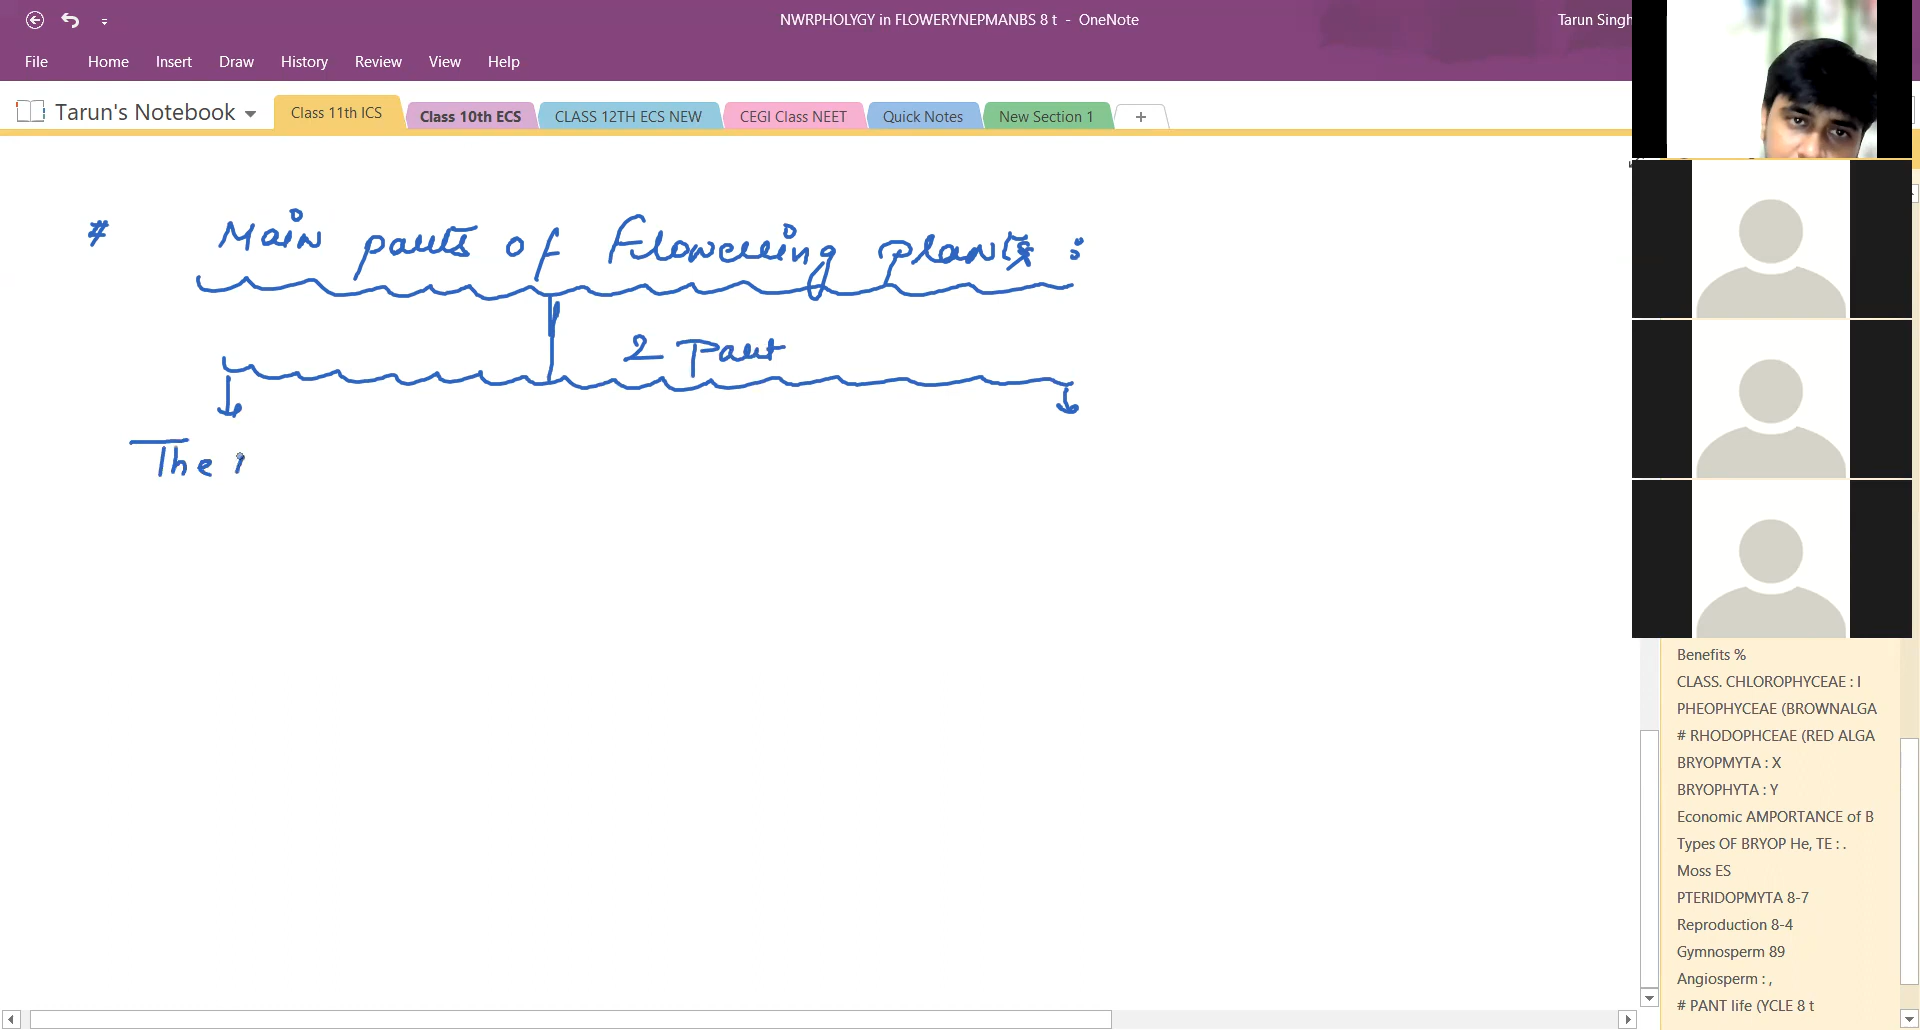 NWRPHOLYGY in FLOWERYNEPMANBS 8 t - OneNote
Tarun Singh
File Home Insert Draw History Review View Help
Tarun's Notebook
Class 11th ICS
Class 10th ECS
CLASS 12TH ECS NEW
CEGI Class NEET
Quick Notes
New Section 1
# Main parts of Flowering plants :
2 Part
The
Benefits %
CLASS. CHLOROPHYCEAE : I
PHEOPHYCEAE (BROWNALGA
# RHODOPHCEAE (RED ALGA
BRYOPMYTA : X
BRYOPHYTA : Y
Economic AMPORTANCE of B
Types OF BRYOP He, TE : .
Moss ES
PTERIDOPMYTA 8-7
Reproduction 8-4
Gymnosperm 89
Angiosperm : ,
# PANT life (YCLE 8 t